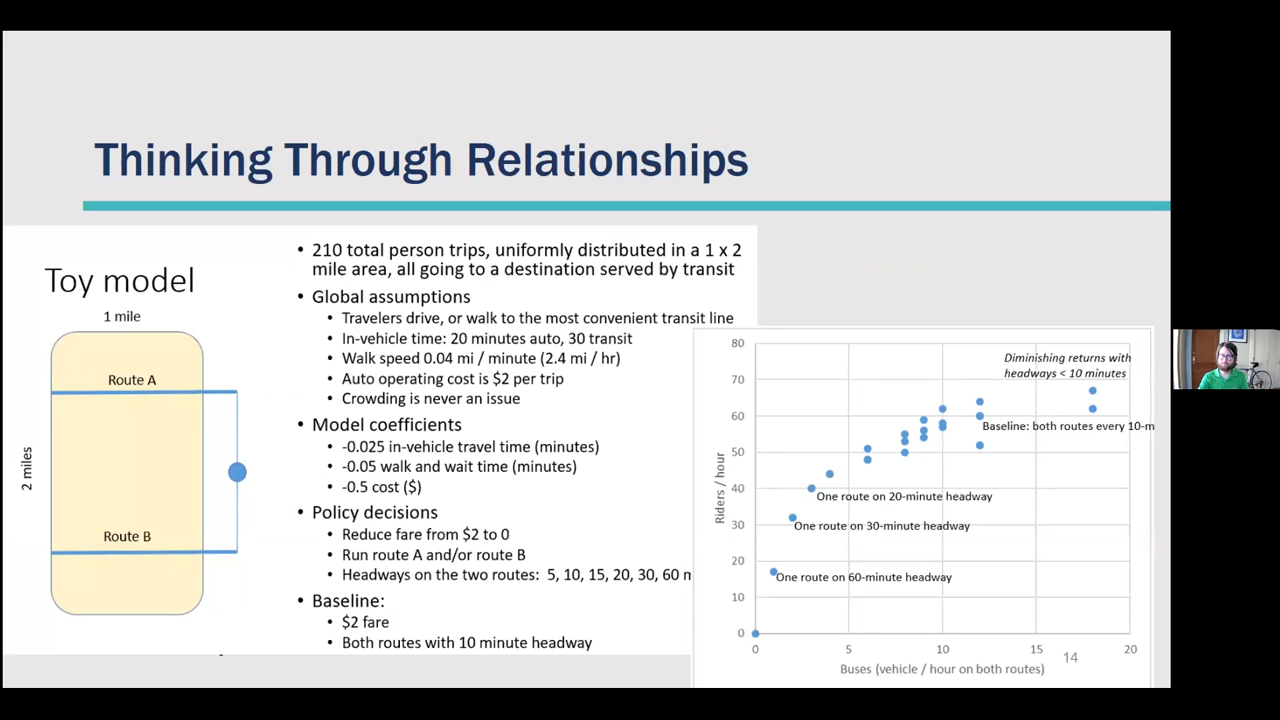 Thinking Through Relationships
Toy model
1 mile
Route A
2 miles
Route B
• 210 total person trips, uniformly distributed in a 1 x 2
mile area, all going to a destination served by transit
• Global assumptions
• Travelers drive, or walk to the most convenient transit line
• In-vehicle time: 20 minutes auto, 30 transit
• Walk speed 0.04 mi / minute (2.4 mi / hr)
• Auto operating cost is $2 per trip
• Crowding is never an issue
• Model coefficients
• -0.025 in-vehicle travel time (minutes)
• -0.05 walk and wait time (minutes)
• -0.5 cost ($)
• Policy decisions
• Reduce fare from $2 to 0
• Run route A and/or route B
• Headways on the two routes: 5, 10, 15, 20, 30, 60 m
• Baseline:
• $2 fare
• Both routes with 10 minute headway
80
70
60
50
40
30
20
10
0
Riders / hour
Diminishing returns with
headways < 10 minutes
Baseline: both routes every 10-m
One route on 20-minute headway
One route on 30-minute headway
One route on 60-minute headway
0 5 10 15 20
Buses (vehicle / hour on both routes)
14